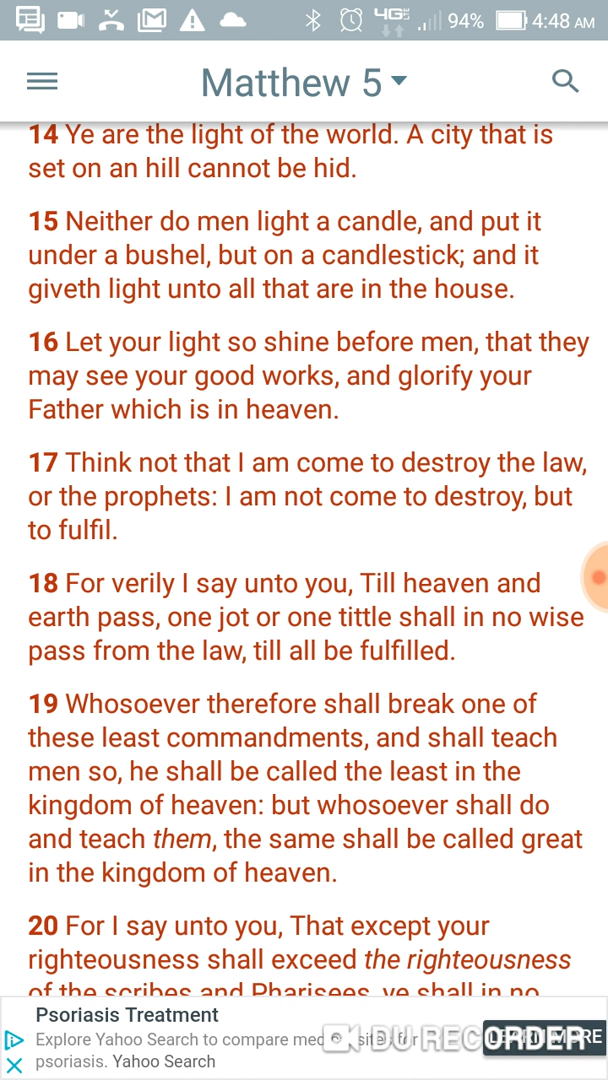 4G 94% 4:48 AM
Matthew 5
14 Ye are the light of the world. A city that is
set on an hill cannot be hid.
15 Neither do men light a candle, and put it
under a bushel, but on a candlestick; and it
giveth light unto all that are in the house.
16 Let your light so shine before men, that they
may see your good works, and glorify your
Father which is in heaven.
17 Think not that I am come to destroy the law,
or the prophets: I am not come to destroy, but
to fulfil.
18 For verily I say unto you, Till heaven and
earth pass, one jot or one tittle shall in no wise
pass from the law, till all be fulfilled.
19 Whosoever therefore shall break one of
these least commandments, and shall teach
men so, he shall be called the least in the
kingdom of heaven: but whosoever shall do
and teach them, the same shall be called great
in the kingdom of heaven.
20 For I say unto you, That except your
righteousness shall exceed the righteousness
of the scribes and Pharisees, ye shall in no
Psoriasis Treatment
Explore Yahoo Search to compare for
psoriasis. Yahoo Search
DU RECORDER